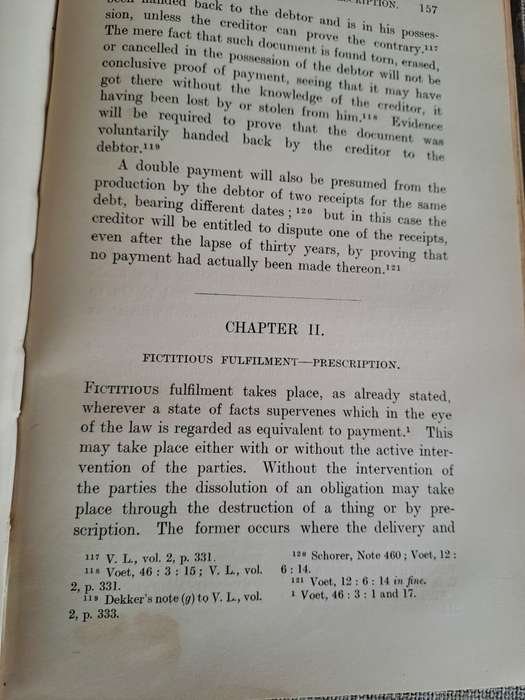 RIPTION. 157
been handed back to the debtor and is in his posses-
sion, unless the creditor can prove the contrary.¹¹⁷
The mere fact that such document is found torn, erased,
or cancelled in the possession of the debtor will not be
conclusive proof of payment, seeing that it may have
got there without the knowledge of the creditor, it
having been lost by or stolen from him.¹¹⁸ Evidence
will be required to prove that the document was
voluntarily handed back by the creditor to the
debtor.¹¹⁹
A double payment will also be presumed from the
production by the debtor of two receipts for the same
debt, bearing different dates ;¹²⁰ but in this case the
creditor will be entitled to dispute one of the receipts,
even after the lapse of thirty years, by proving that
no payment had actually been made thereon.¹²¹
CHAPTER II.
FICTITIOUS FULFILMENT—PRESCRIPTION.
FICTITIOUS fulfilment takes place, as already stated,
wherever a state of facts supervenes which in the eye
of the law is regarded as equivalent to payment.¹ This
may take place either with or without the active inter-
vention of the parties. Without the intervention of
the parties the dissolution of an obligation may take
place through the destruction of a thing or by pre-
scription. The former occurs where the delivery and
¹¹⁷ V. L., vol. 2, p. 331.
¹¹⁸ Voet, 46 : 3 : 15 ; V. L., vol.
2, p. 331.
¹¹⁹ Dekker's note (g) to V. L., vol.
2, p. 333.
¹²⁰ Schorer, Note 460 ; Voet, 12 :
6 : 14.
¹²¹ Voet, 12 : 6 : 14 in fine.
¹ Voet, 46 : 3 : 1 and 17.